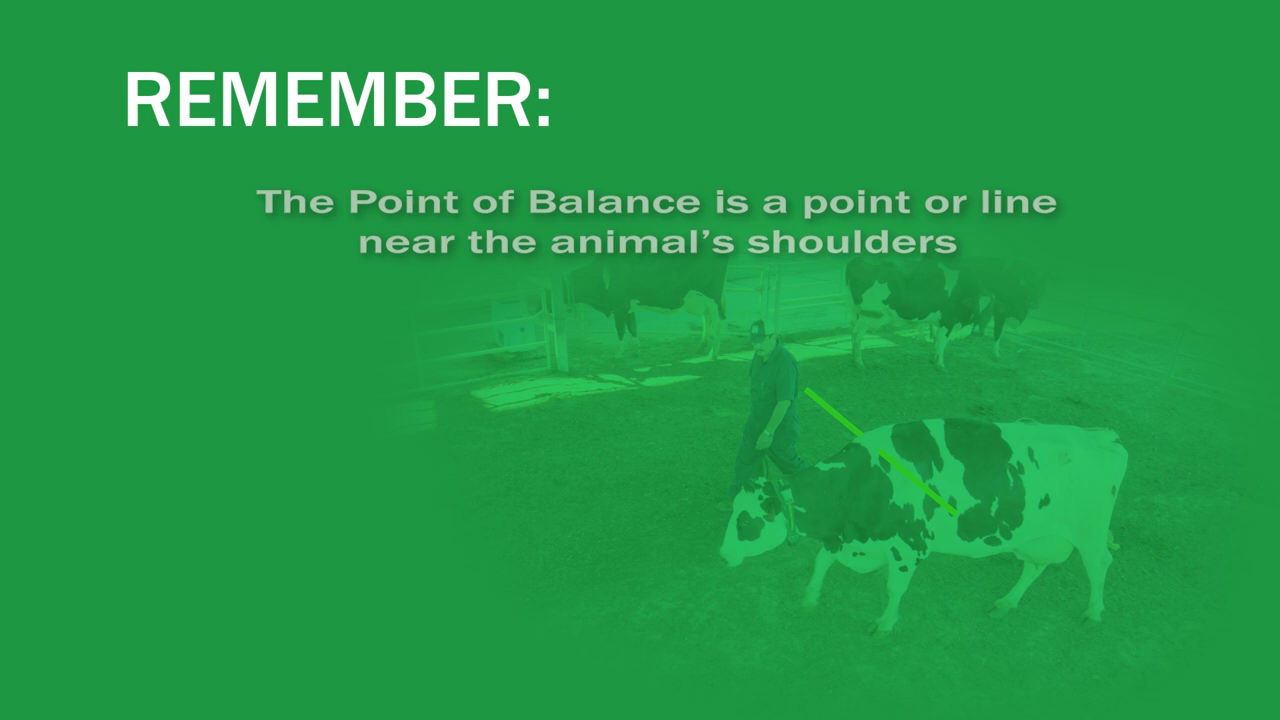 REMEMBER:
The Point of Balance is a point or line
near the animal’s shoulders